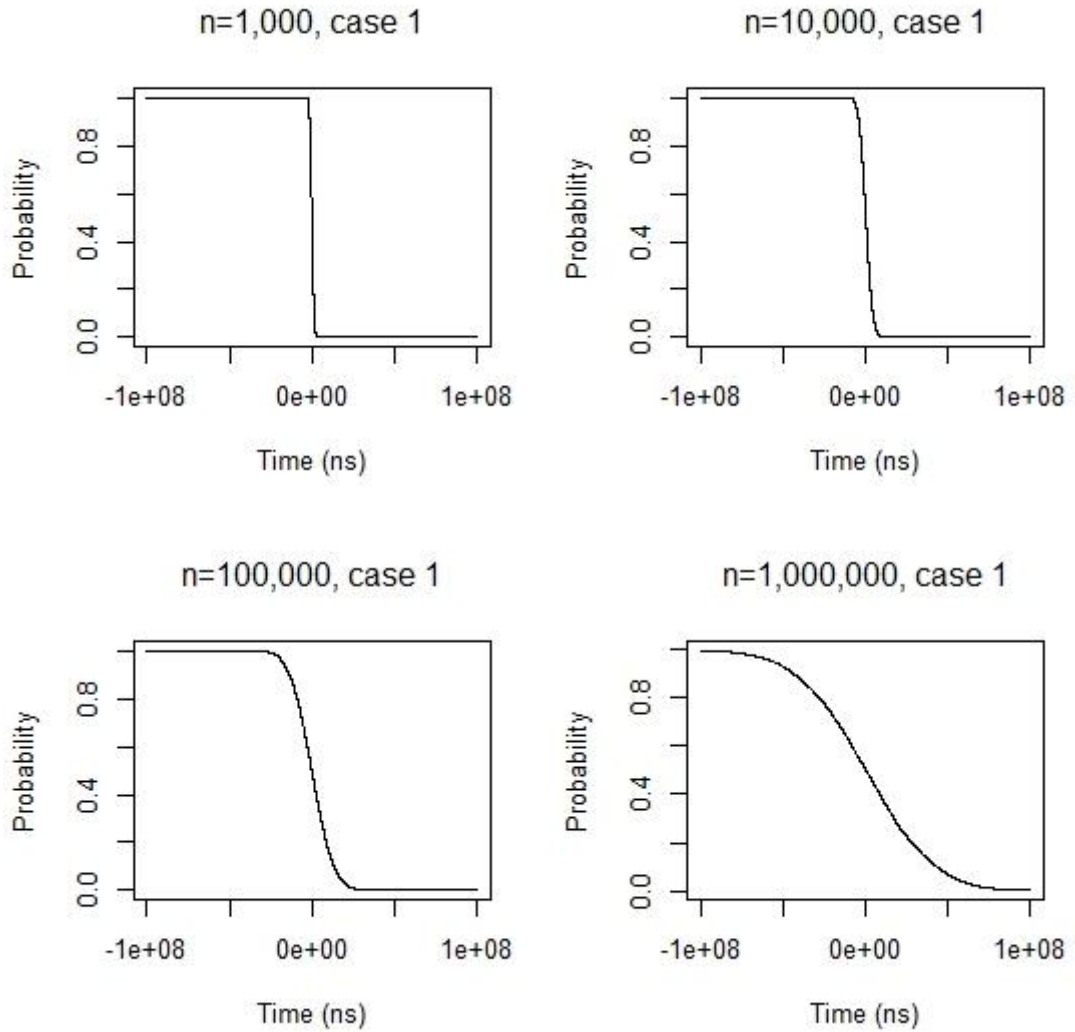 n=1,000, case 1
Probability
0.0 0.4 0.8
-1e+08 0e+00 1e+08
Time (ns)
n=10,000, case 1
Probability
0.0 0.4 0.8
-1e+08 0e+00 1e+08
Time (ns)
n=100,000, case 1
Probability
0.0 0.4 0.8
-1e+08 0e+00 1e+08
Time (ns)
n=1,000,000, case 1
Probability
0.0 0.4 0.8
-1e+08 0e+00 1e+08
Time (ns)